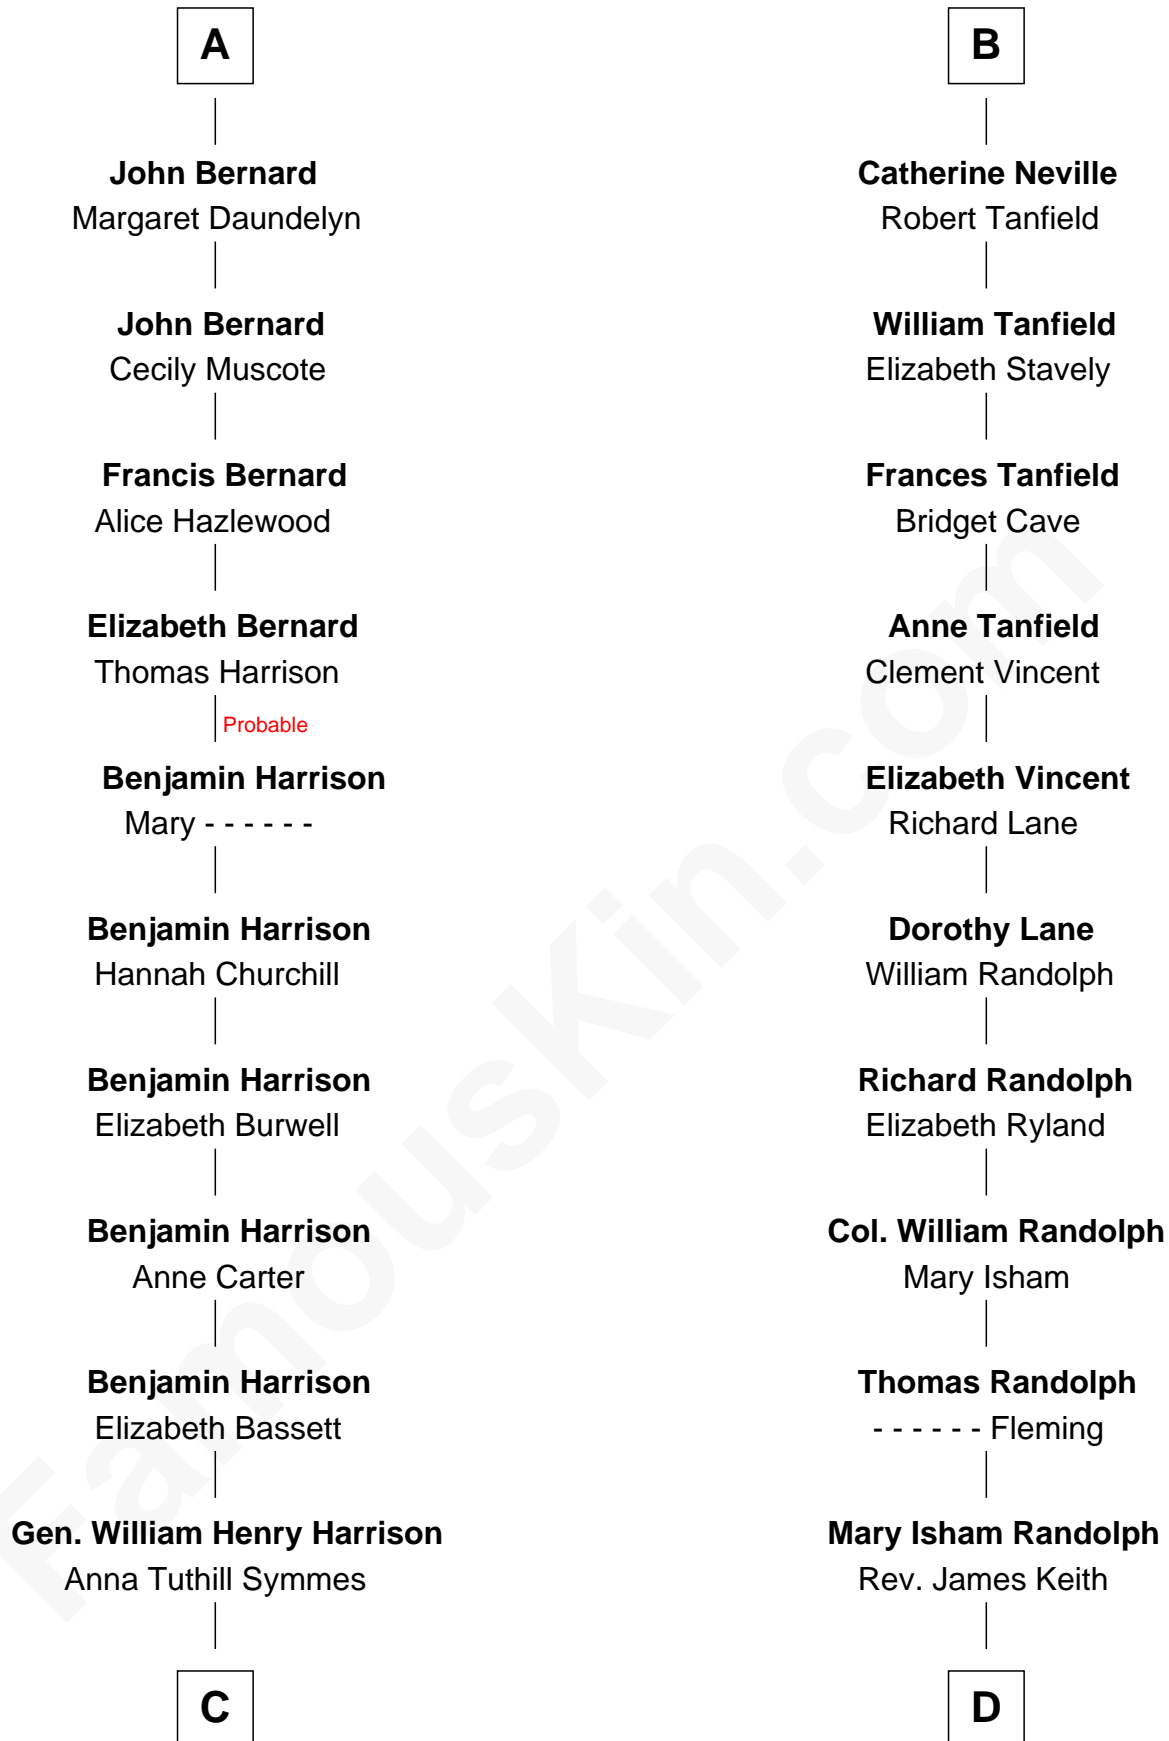 A
John Bernard
Margaret Daundelyn
John Bernard
Cecily Muscote
Francis Bernard
Alice Hazlewood
Elizabeth Bernard
Thomas Harrison
Probable
Benjamin Harrison
Mary - - - - - -
Benjamin Harrison
Hannah Churchill
Benjamin Harrison
Elizabeth Burwell
Benjamin Harrison
Anne Carter
Benjamin Harrison
Elizabeth Bassett
Gen. William Henry Harrison
Anna Tuthill Symmes
C
B
Catherine Neville
Robert Tanfield
William Tanfield
Elizabeth Stavely
Frances Tanfield
Bridget Cave
Anne Tanfield
Clement Vincent
Elizabeth Vincent
Richard Lane
Dorothy Lane
William Randolph
Richard Randolph
Elizabeth Ryland
Col. William Randolph
Mary Isham
Thomas Randolph
- - - - - - Fleming
Mary Isham Randolph
Rev. James Keith
D
FamousKin.com